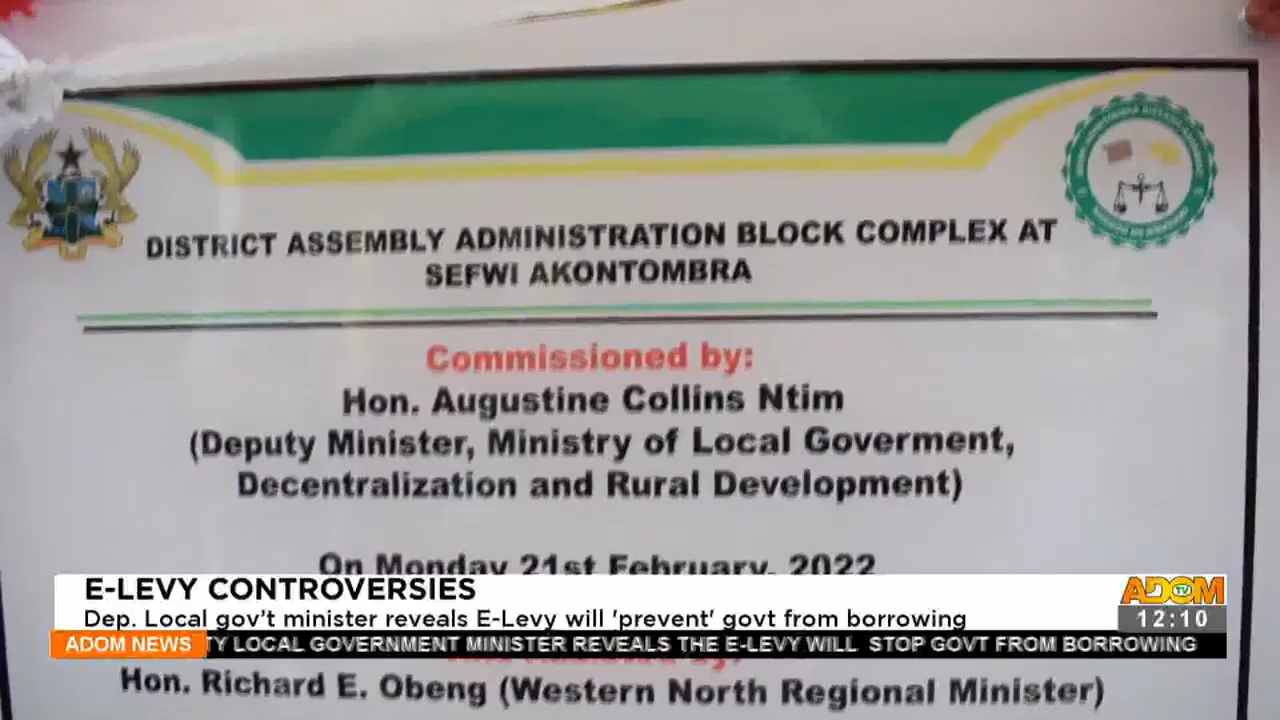 DISTRICT ASSEMBLY ADMINISTRATION BLOCK COMPLEX AT
SEFWI AKONTOMBRA
Commissioned by:
Hon. Augustine Collins Ntim
(Deputy Minister, Ministry of Local Goverment,
Decentralization and Rural Development)
On Monday 21st February, 2022
E-LEVY CONTROVERSIES
Dep. Local gov't minister reveals E-Levy will 'prevent' govt from borrowing
ADOM TV
12:10
ADOM NEWS
TY LOCAL GOVERNMENT MINISTER REVEALS THE E-LEVY WILL STOP GOVT FROM BORROWING
Hon. Richard E. Obeng (Western North Regional Minister)